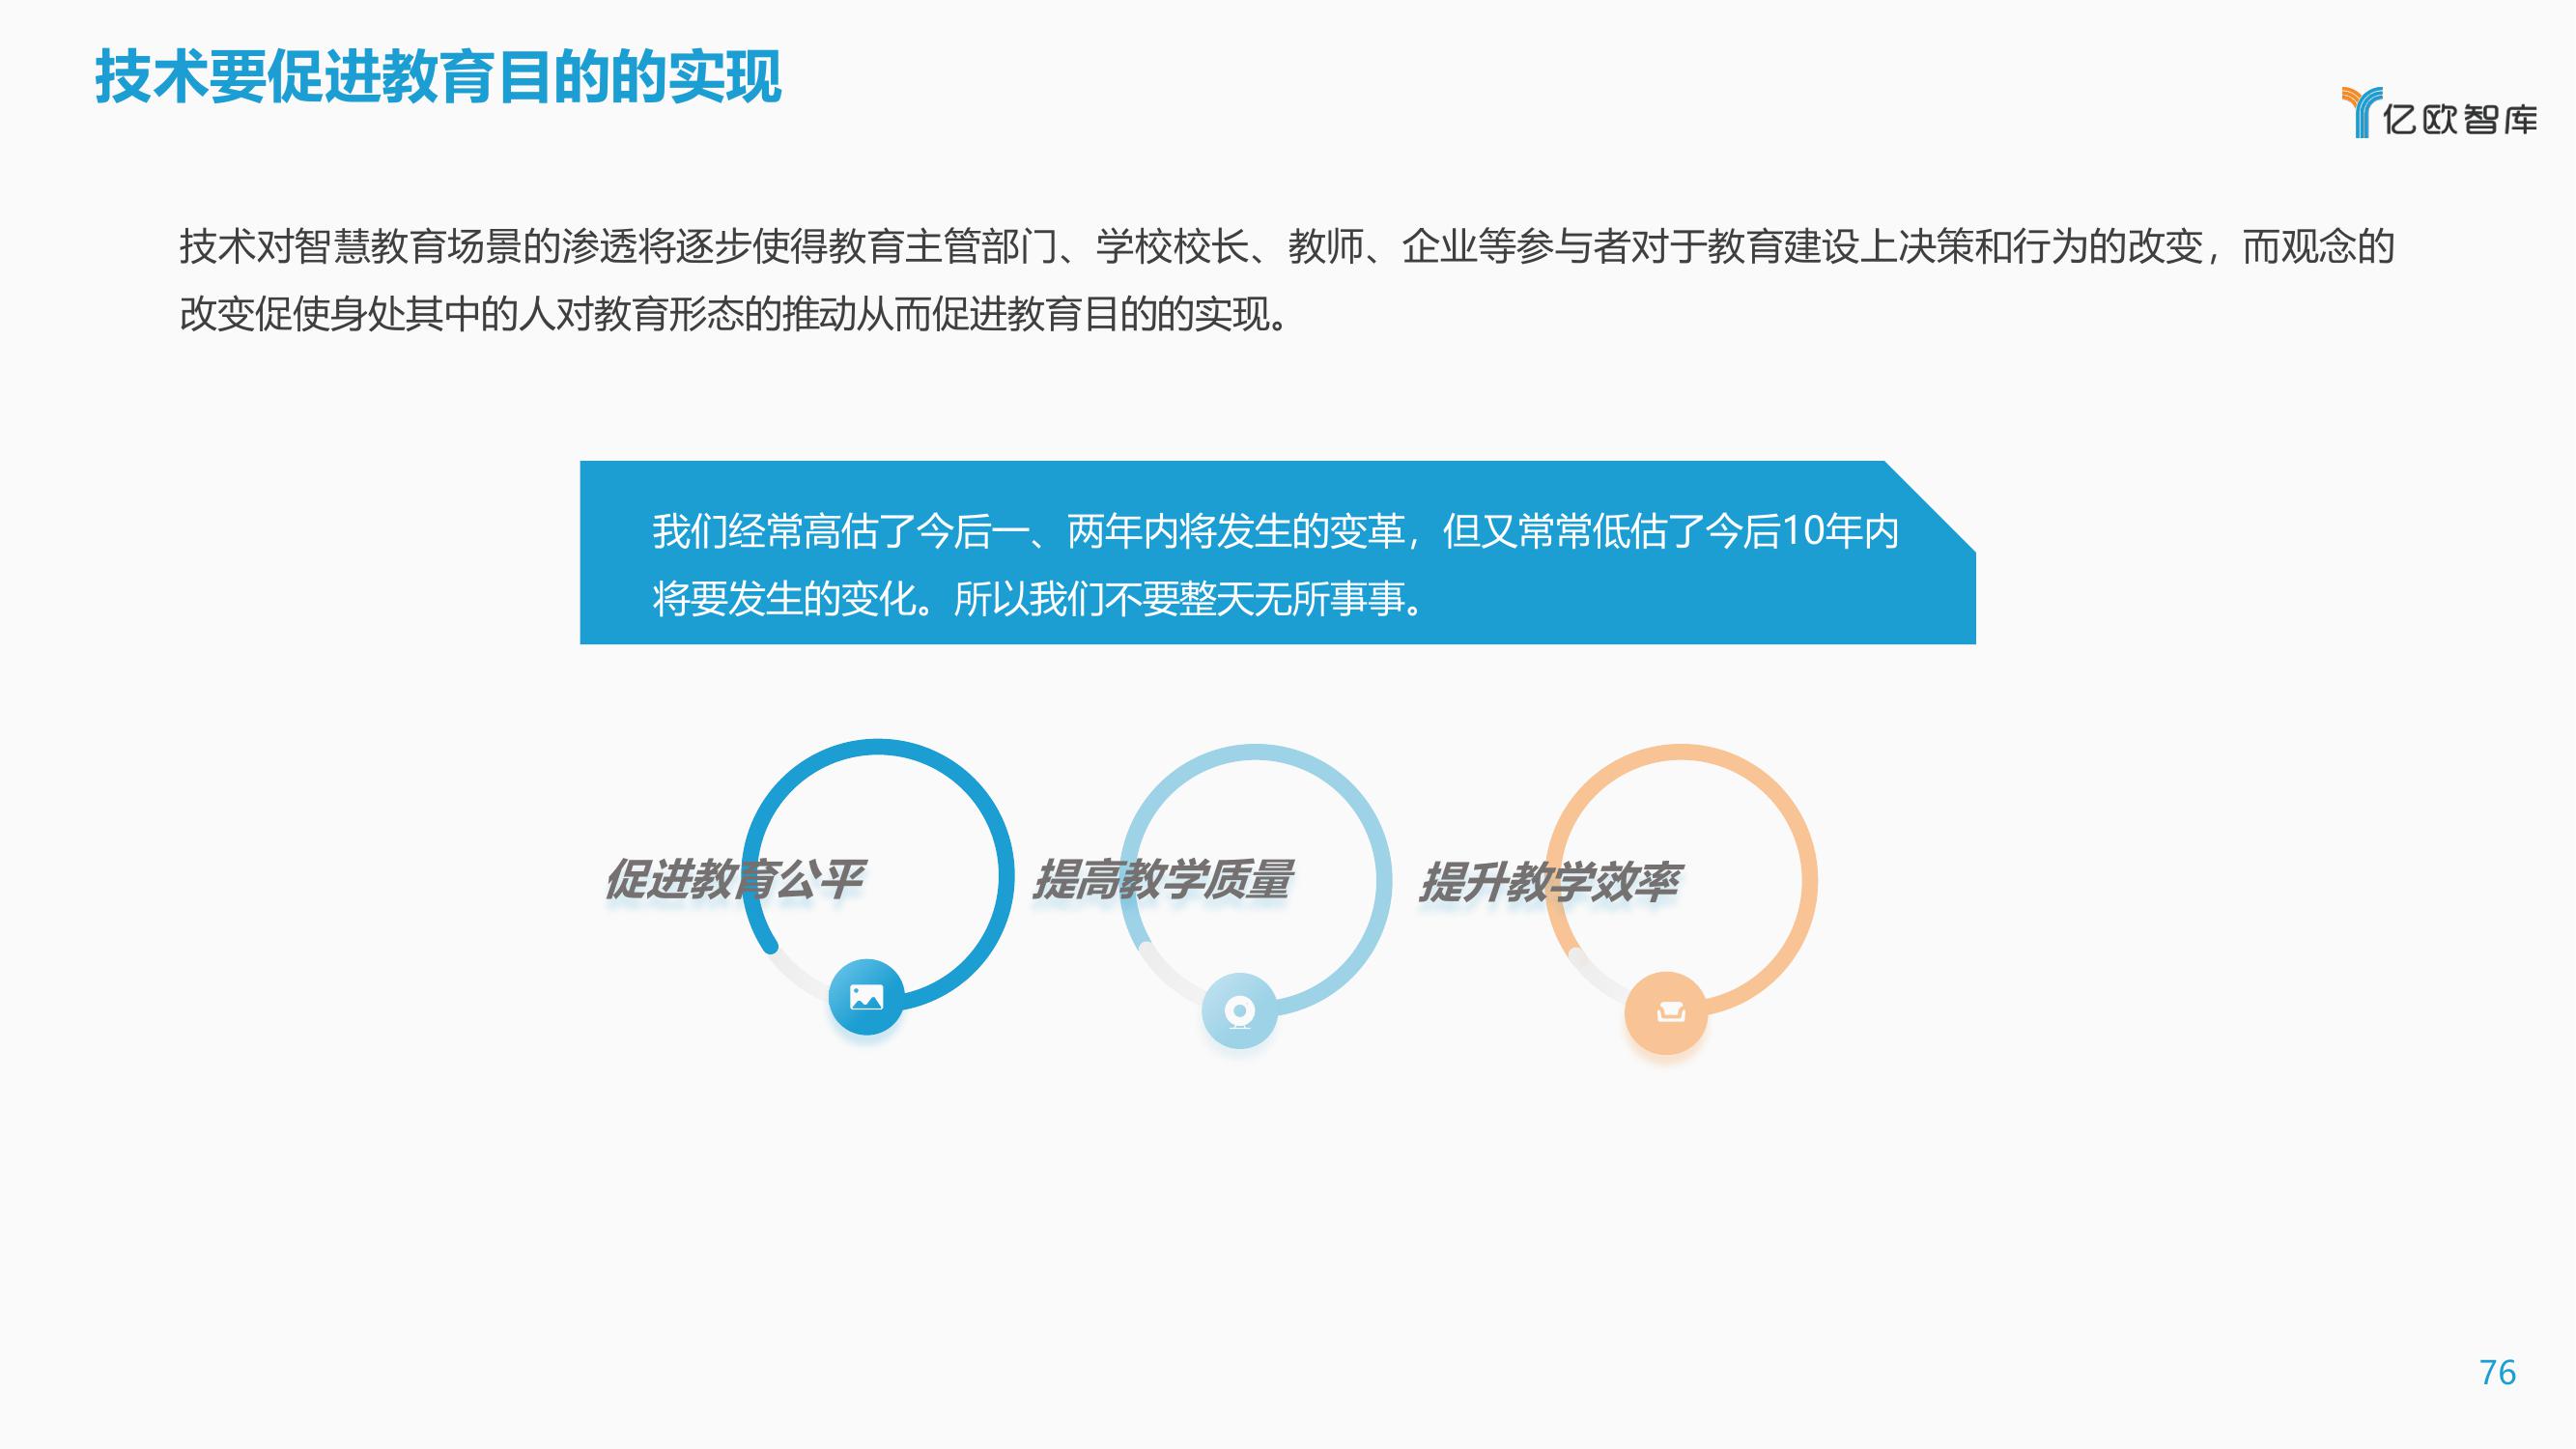 技术要促进教育目的的实现
亿欧智库
技术对智慧教育场景的渗透将逐步使得教育主管部门、学校校长、教师、企业等参与者对于教育建设上决策和行为的改变，而观念的
改变促使身处其中的人对教育形态的推动从而促进教育目的的实现。
我们经常高估了今后一、两年内将发生的变革，但又常常低估了今后10年内
将要发生的变化。所以我们不要整天无所事事。
促进教育公平
提高教学质量
提升教学效率
76